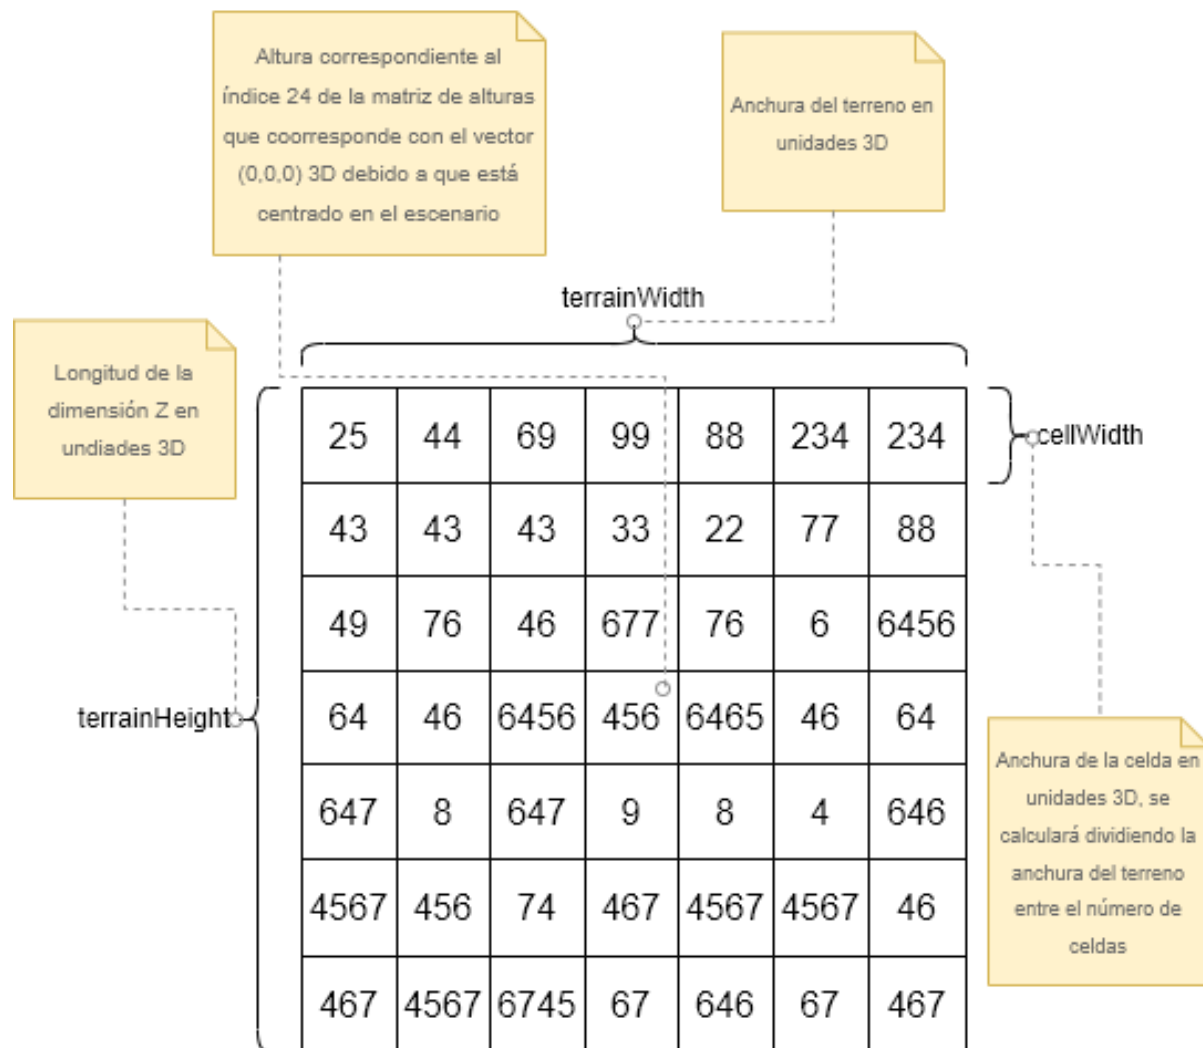 Altura correspondiente al
índice 24 de la matriz de alturas
que coorresponde con el vector
(0,0,0) 3D debido a que está
centrado en el escenario
Anchura del terreno en
unidades 3D
terrainWidth
Longitud de la
dimensión Z en
undiades 3D
25 44 69 99 88 234 234
cellWidth
43 43 43 33 22 77 88
49 76 46 677 76 6 6456
terrainHeight
64 46 6456 456 6465 46 64
647 8 647 9 8 4 646
4567 456 74 467 4567 4567 46
467 4567 6745 67 646 67 467
Anchura de la celda en
unidades 3D, se
calculará dividiendo la
anchura del terreno
entre el número de
celdas